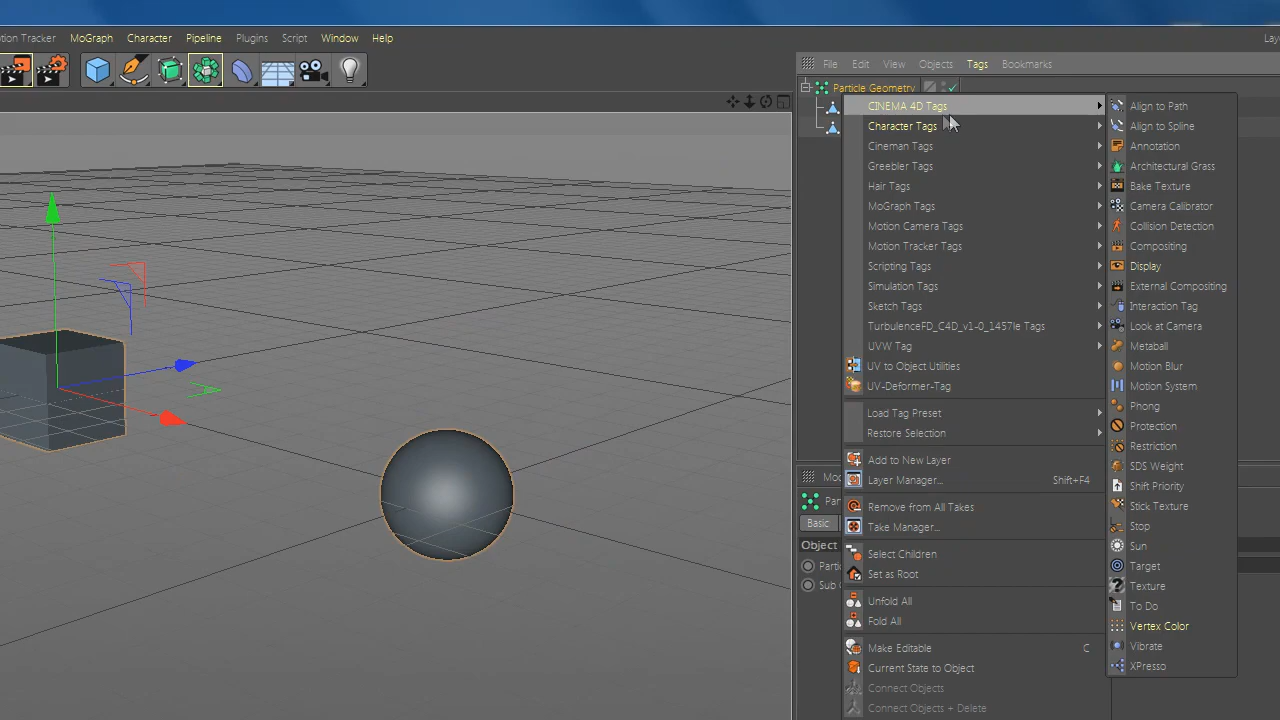 otion Tracker MoGraph Character Pipeline Plugins Script Window Help
Laye
File Edit View Objects Tags Bookmarks
Particle Geometry
CINEMA 4D Tags
Character Tags
Cineman Tags
Greebler Tags
Hair Tags
MoGraph Tags
Motion Camera Tags
Motion Tracker Tags
Scripting Tags
Simulation Tags
Sketch Tags
TurbulenceFD_C4D_v1-0_1457le Tags
UVW Tag
UV to Object Utilities
UV-Deformer-Tag
Load Tag Preset
Restore Selection
Add to New Layer
Layer Manager... Shift+F4
Remove from All Takes
Take Manager...
Select Children
Set as Root
Unfold All
Fold All
Make Editable C
Current State to Object
Connect Objects
Connect Objects + Delete
Align to Path
Align to Spline
Annotation
Architectural Grass
Bake Texture
Camera Calibrator
Collision Detection
Compositing
Display
External Compositing
Interaction Tag
Look at Camera
Metaball
Motion Blur
Motion System
Phong
Protection
Restriction
SDS Weight
Shift Priority
Stick Texture
Stop
Sun
Target
Texture
To Do
Vertex Color
Vibrate
XPresso
Mo
Par
Basic
Object
Partic
Sub